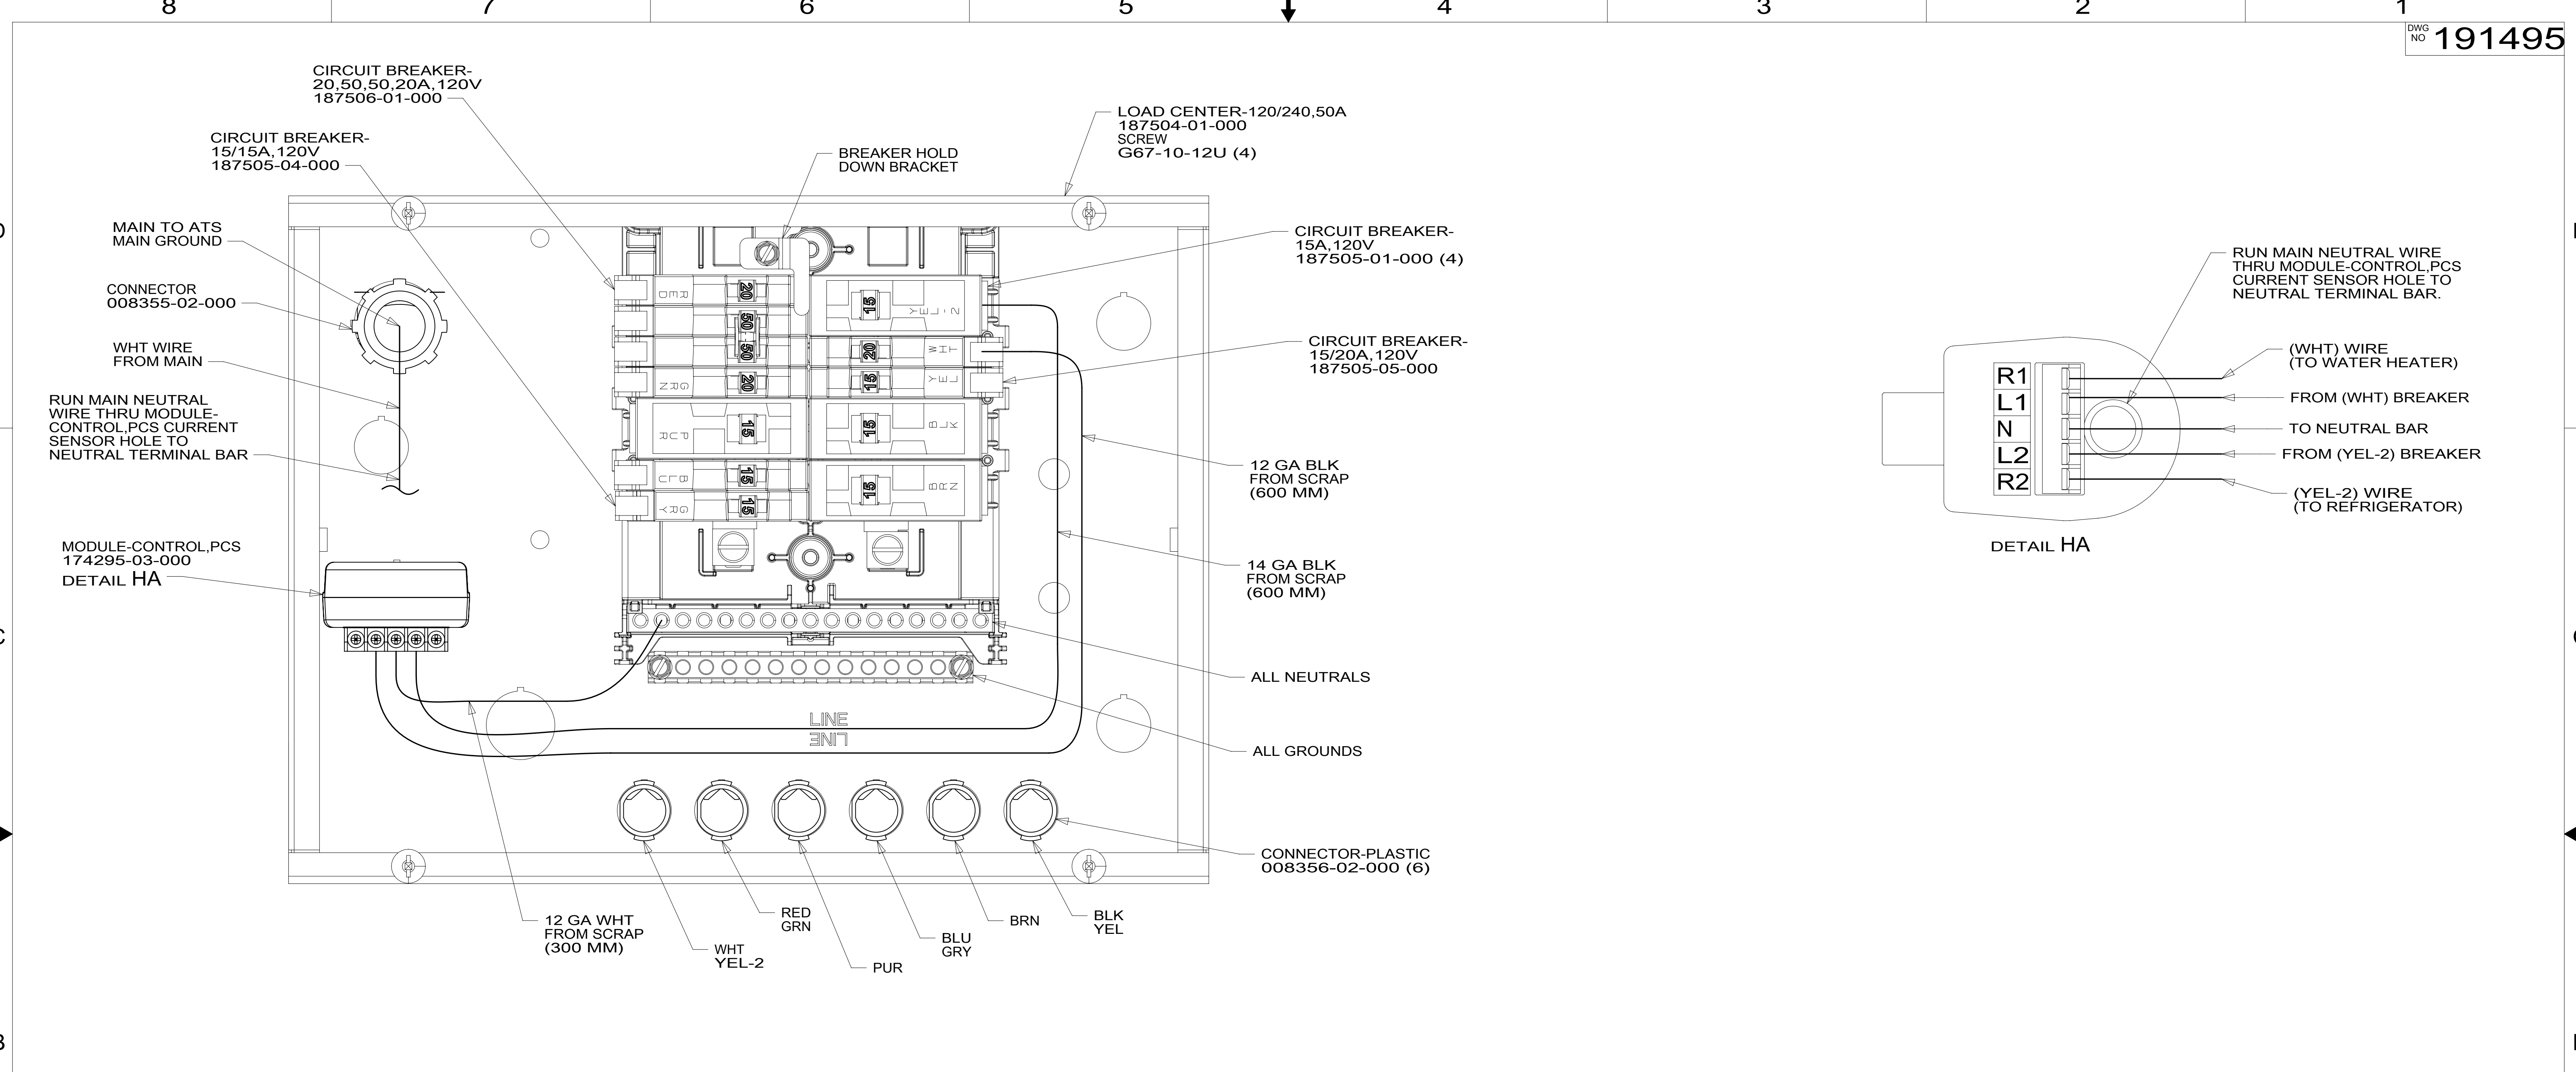 8 7 6 5 4 3 2 1
DWG
NO 191495
CIRCUIT BREAKER-
20,50,50,20A,120V
187506-01-000
CIRCUIT BREAKER-
15/15A,120V
187505-04-000
BREAKER HOLD
DOWN BRACKET
LOAD CENTER-120/240,50A
187504-01-000
SCREW
G67-10-12U (4)
MAIN TO ATS
MAIN GROUND
CONNECTOR
008355-02-000
WHT WIRE
FROM MAIN
RUN MAIN NEUTRAL
WIRE THRU MODULE-
CONTROL,PCS CURRENT
SENSOR HOLE TO
NEUTRAL TERMINAL BAR
MODULE-CONTROL,PCS
174295-03-000
DETAIL HA
RED
20
50
50
GRN
20
PUR
15
BLU
15
GRY
15
15
YEL-2
20
WHT
15
YEL
15
BLK
15
BRN
CIRCUIT BREAKER-
15A,120V
187505-01-000 (4)
CIRCUIT BREAKER-
15/20A,120V
187505-05-000
12 GA BLK
FROM SCRAP
(600 MM)
14 GA BLK
FROM SCRAP
(600 MM)
ALL NEUTRALS
LINE
LINE
ALL GROUNDS
CONNECTOR-PLASTIC
008356-02-000 (6)
12 GA WHT
FROM SCRAP
(300 MM)
WHT
YEL-2
RED
GRN
PUR
BLU
GRY
BRN
BLK
YEL
RUN MAIN NEUTRAL WIRE
THRU MODULE-CONTROL,PCS
CURRENT SENSOR HOLE TO
NEUTRAL TERMINAL BAR.
R1
L1
N
L2
R2
(WHT) WIRE
(TO WATER HEATER)
FROM (WHT) BREAKER
TO NEUTRAL BAR
FROM (YEL-2) BREAKER
(YEL-2) WIRE
(TO REFRIGERATOR)
DETAIL HA